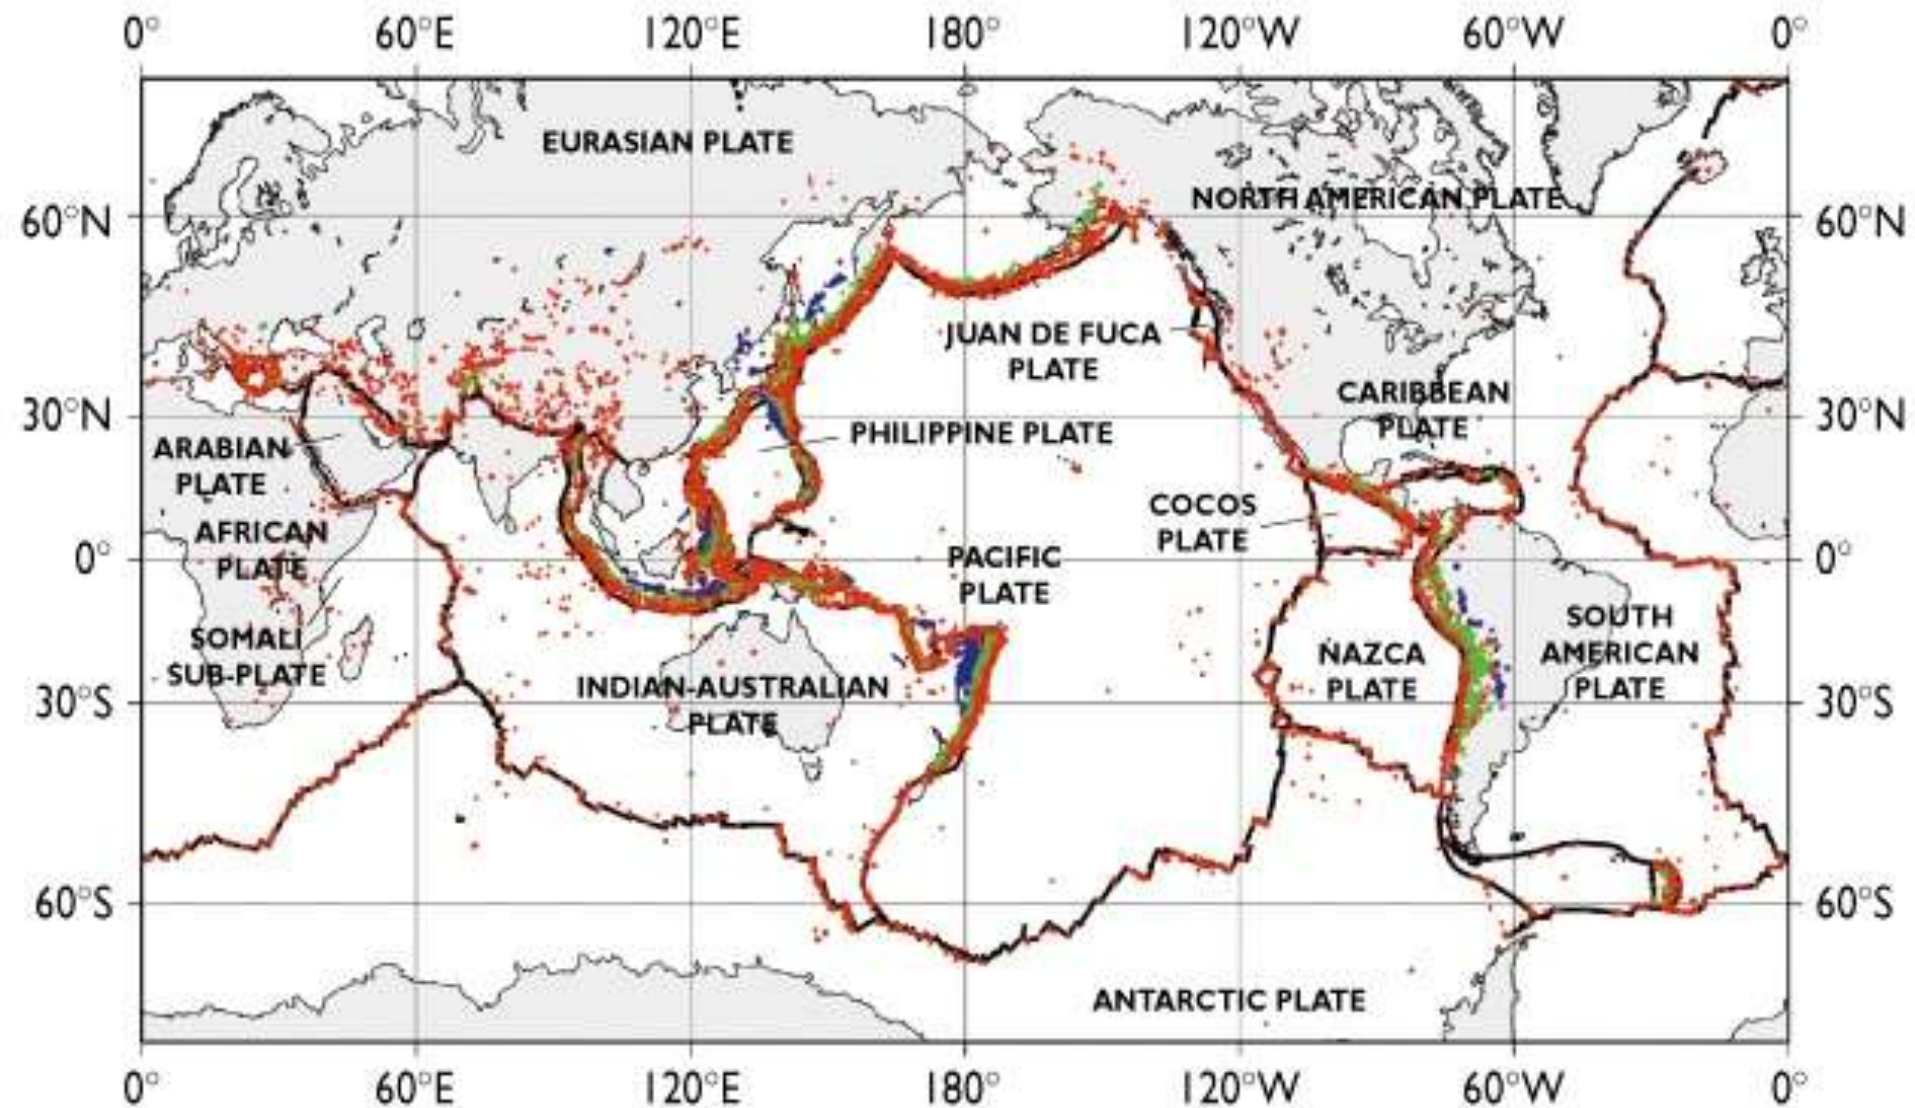 0° 60°E 120°E 180° 120°W 60°W 0°
EURASIAN PLATE
NORTH AMERICAN PLATE
60°N 60°N
JUAN DE FUCA
PLATE
CARIBBEAN
PLATE
30°N 30°N
PHILIPPINE PLATE
ARABIAN
PLATE
COCOS
PLATE
AFRICAN
PLATE
0° 0°
PACIFIC
PLATE
SOMALI
SUB-PLATE
INDIAN-AUSTRALIAN
PLATE
NAZCA
PLATE
SOUTH
AMERICAN
PLATE
30°S 30°S
60°S 60°S
ANTARCTIC PLATE
0° 60°E 120°E 180° 120°W 60°W 0°